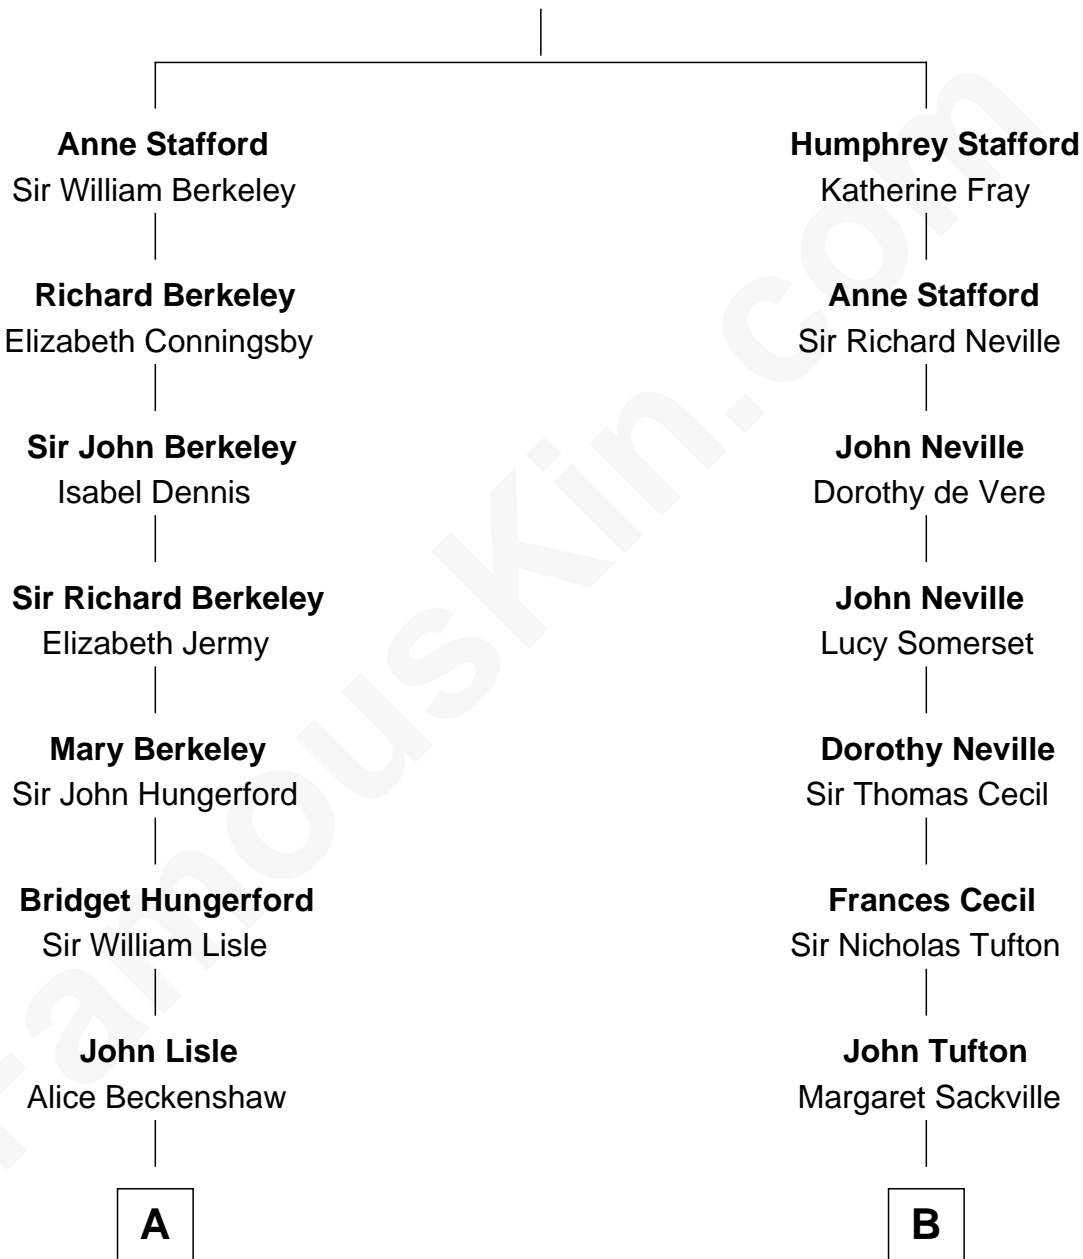 Anne Stafford
Sir William Berkeley
Richard Berkeley
Elizabeth Conningsby
Sir John Berkeley
Isabel Dennis
Sir Richard Berkeley
Elizabeth Jermy
Mary Berkeley
Sir John Hungerford
Bridget Hungerford
Sir William Lisle
John Lisle
Alice Beckenshaw
A
Humphrey Stafford
Katherine Fray
Anne Stafford
Sir Richard Neville
John Neville
Dorothy de Vere
John Neville
Lucy Somerset
Dorothy Neville
Sir Thomas Cecil
Frances Cecil
Sir Nicholas Tufton
John Tufton
Margaret Sackville
B
FamousKin.com